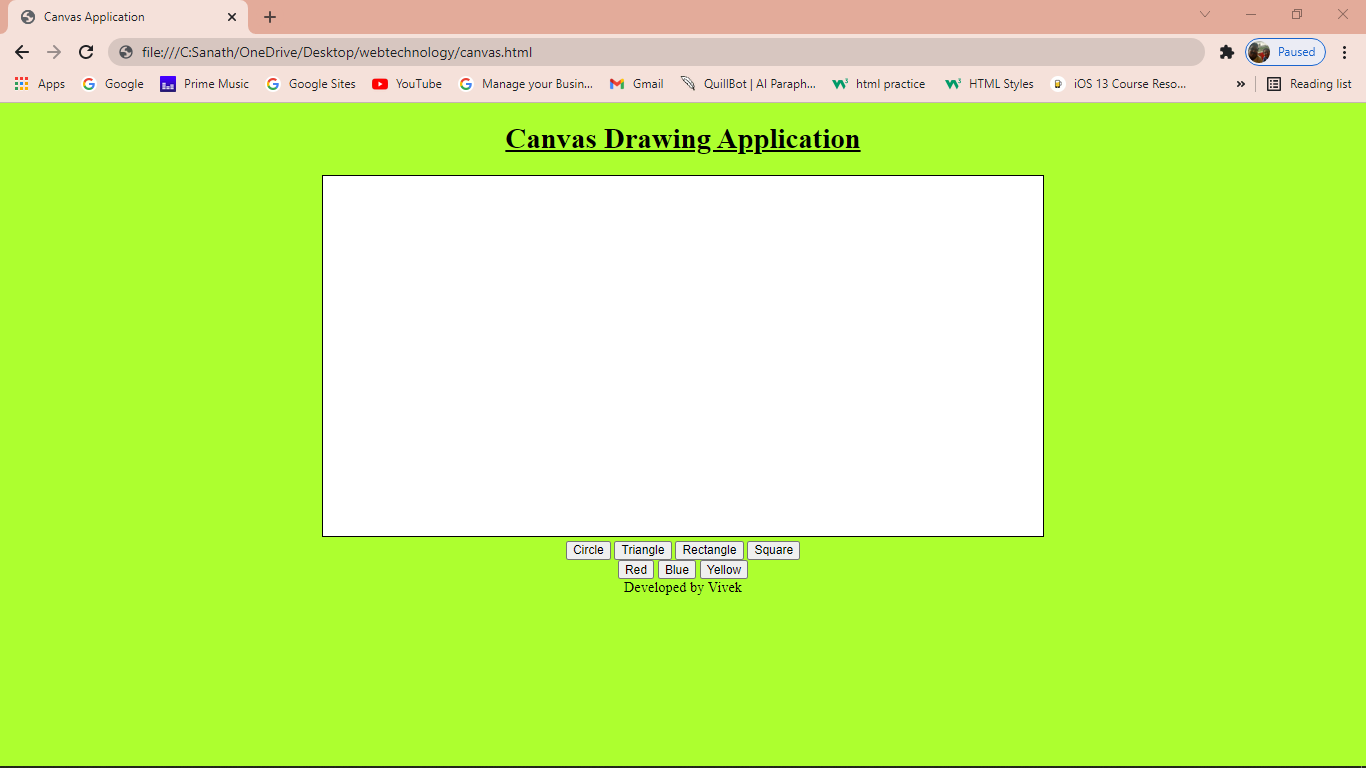 Canvas Application
file:///C:Sanath/OneDrive/Desktop/webtechnology/canvas.html Paused
Apps Google Prime Music Google Sites YouTube Manage your Busin... Gmail QuillBot | AI Paraph... html practice HTML Styles iOS 13 Course Reso... » Reading list
Canvas Drawing Application
Circle Triangle Rectangle Square
Red Blue Yellow
Developed by Vivek